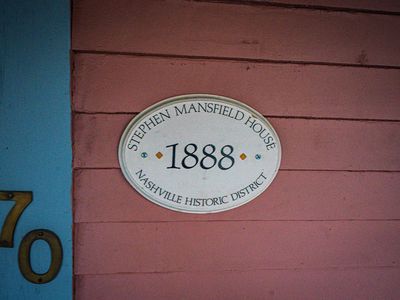 STEPHEN MANSFIELD HOUSE
1888
NASHVILLE HISTORIC DISTRICT
70